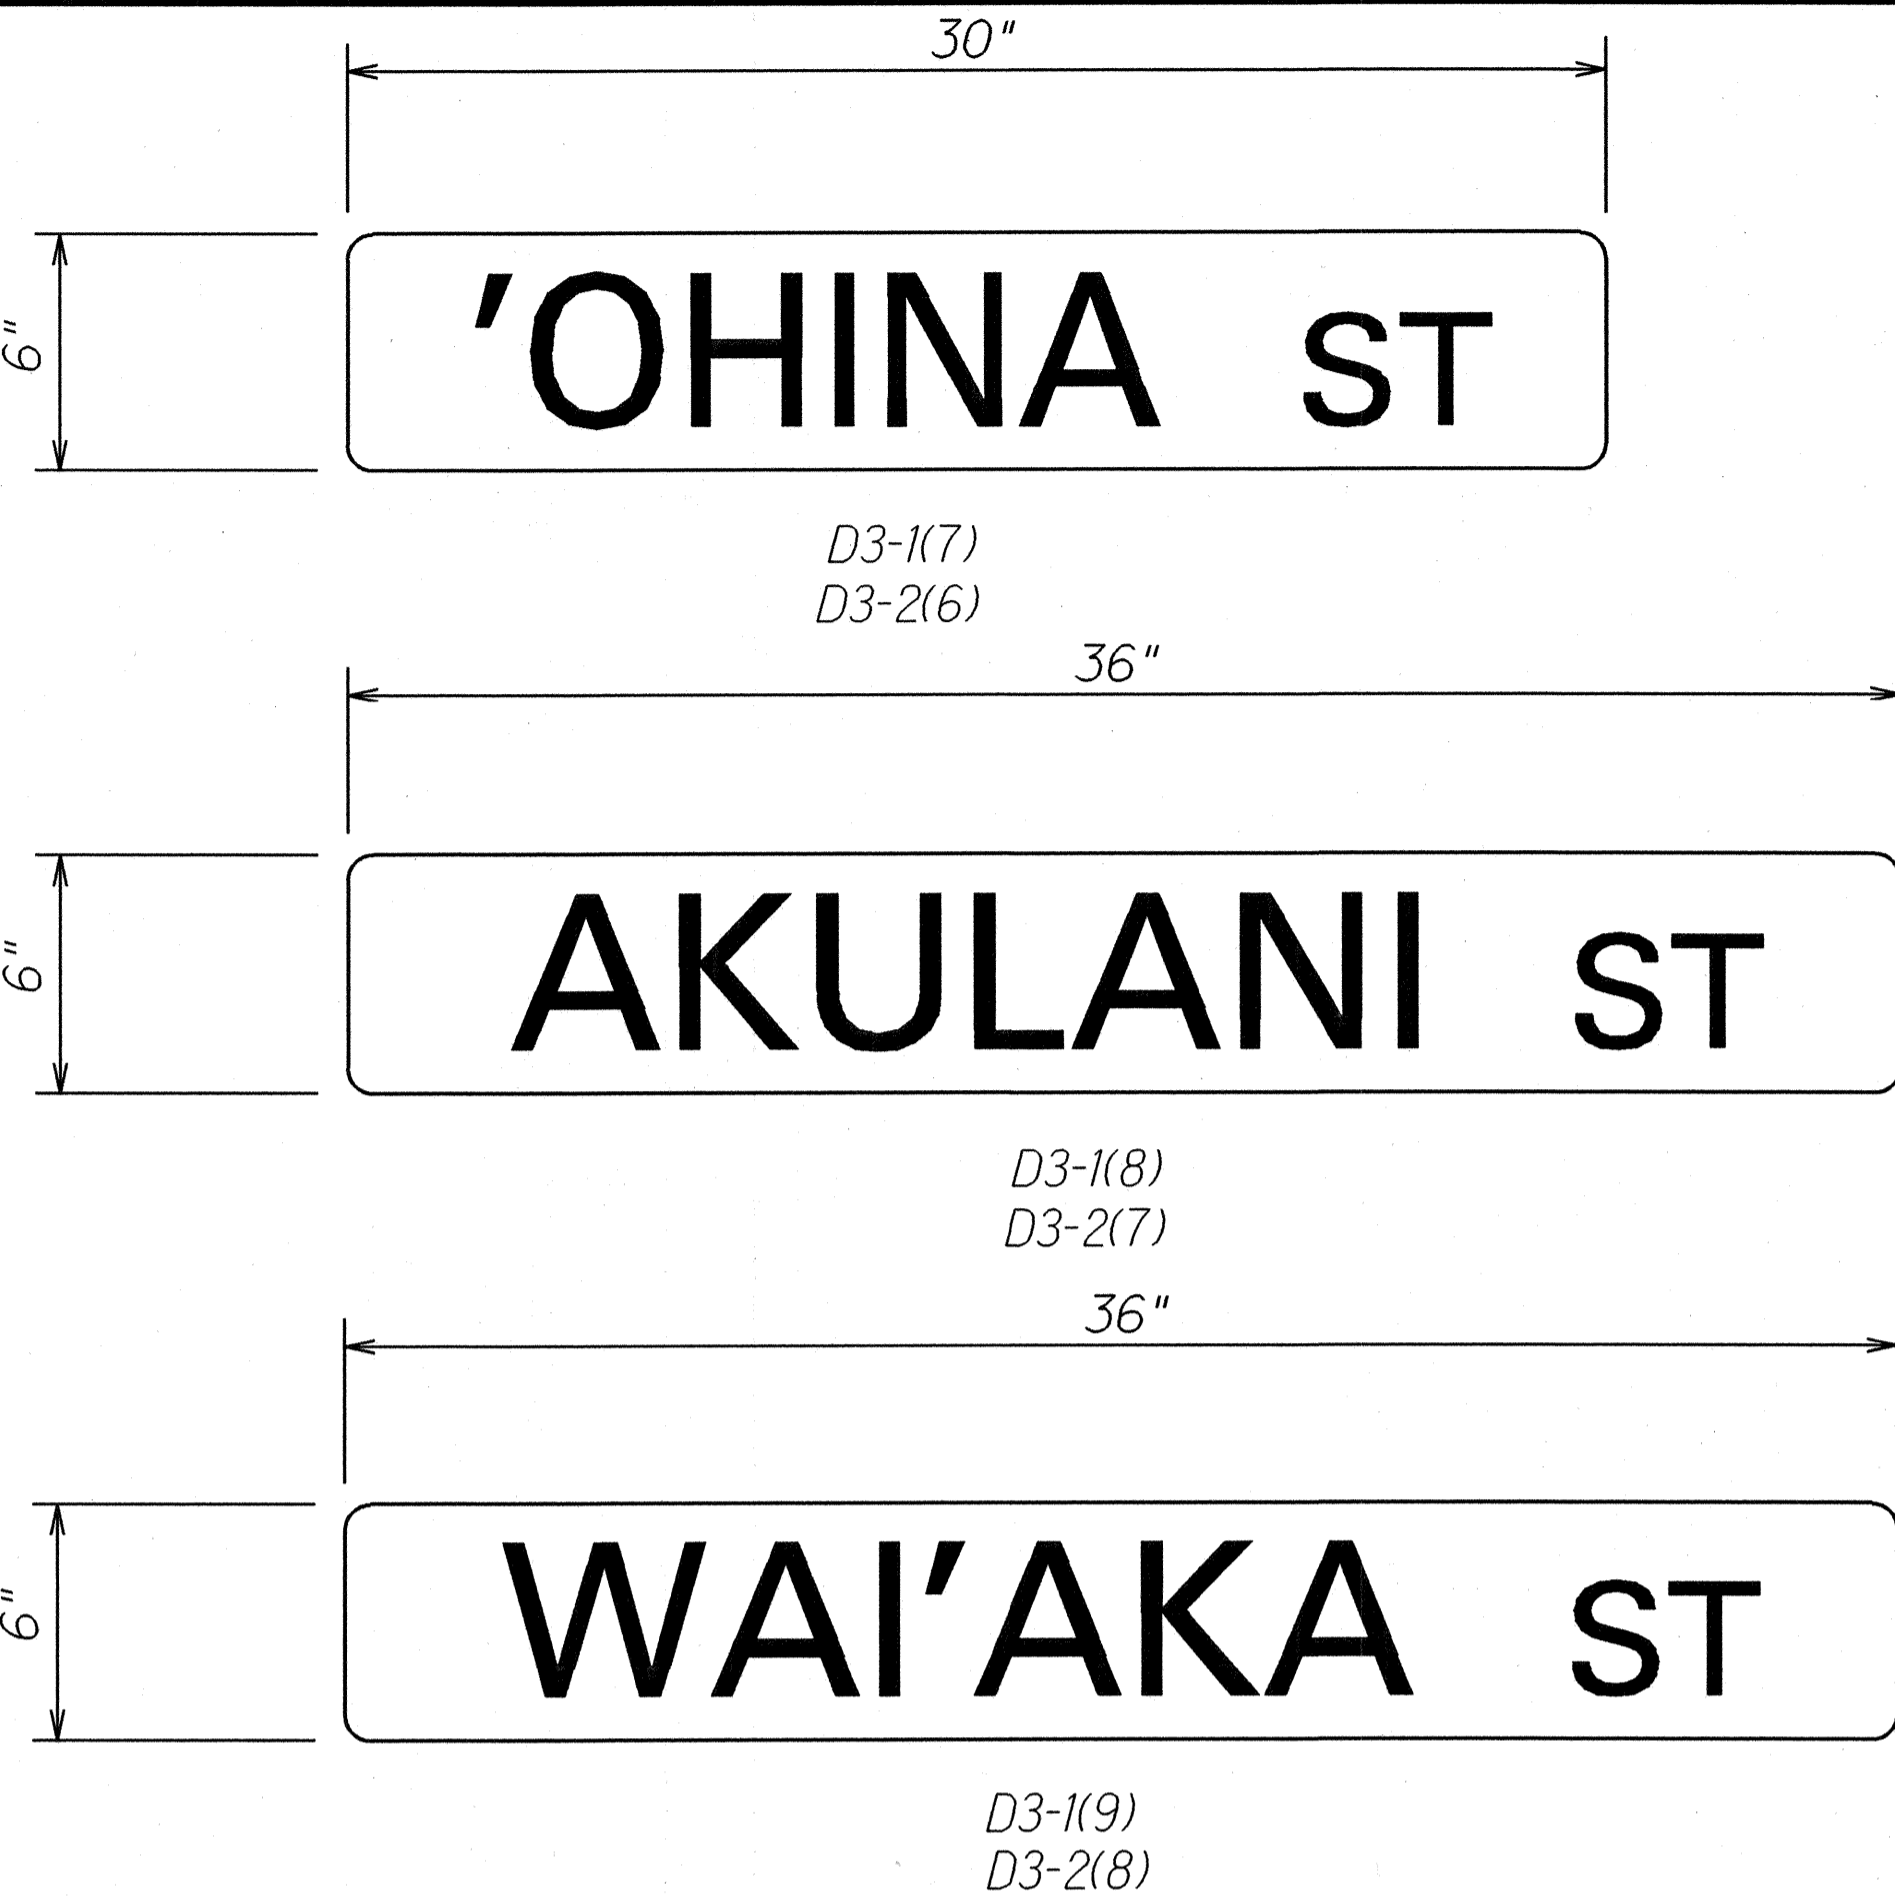 30"
6"
'OHINA ST
D3-1(7)
D3-2(6)
36"
6"
AKULANI ST
D3-1(8)
D3-2(7)
36"
6"
WAI'AKA ST
D3-1(9)
D3-2(8)